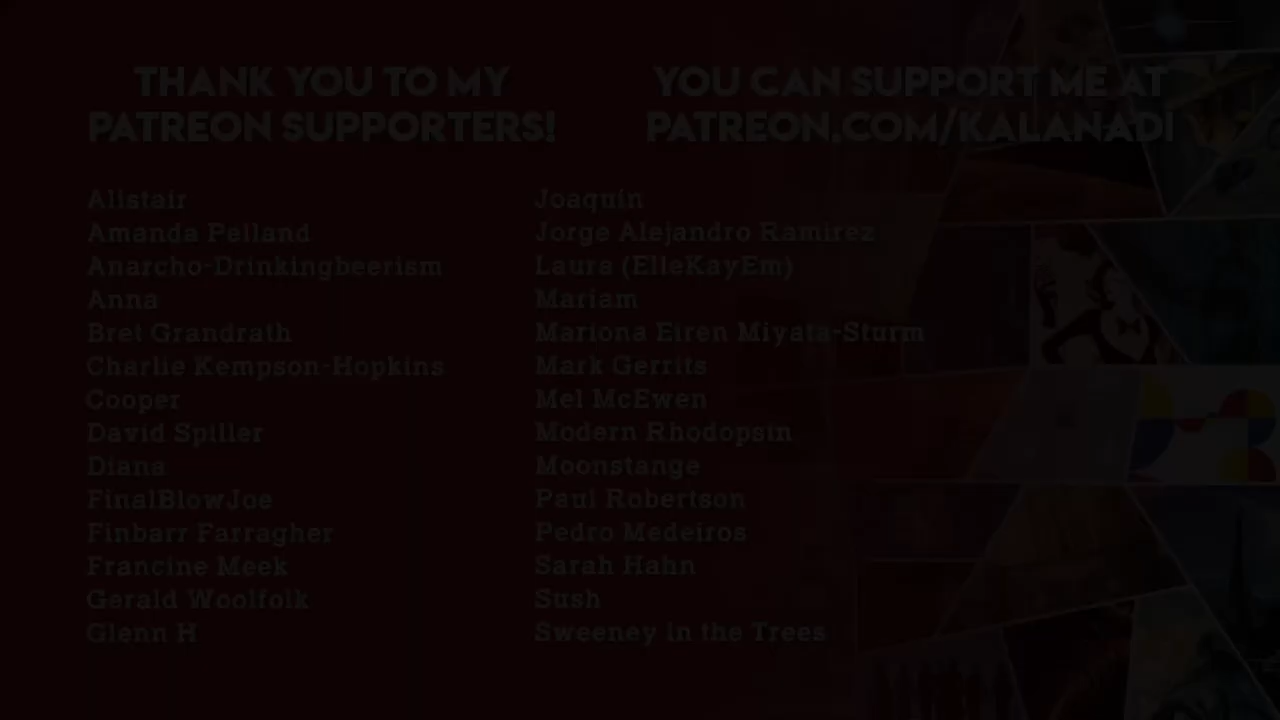 THANK YOU TO MY
PATREON SUPPORTERS!
YOU CAN SUPPORT ME AT
PATREON.COM/KALANADI
Alistair
Amanda Pelland
Anarcho-Drinkingbeerism
Anna
Bret Grandrath
Charlie Kempson-Hopkins
Cooper
David Spiller
Diana
FinalBlowJoe
Finbarr Farragher
Francine Meek
Gerald Woolfolk
Glenn H
Joaquin
Jorge Alejandro Ramirez
Laura (ElleKayEm)
Mariam
Mariona Eiren Miyata-Sturm
Mark Gerrits
Mel McEwen
Modern Rhodopsin
Moonstange
Paul Robertson
Pedro Medeiros
Sarah Hahn
Sush
Sweeney in the Trees